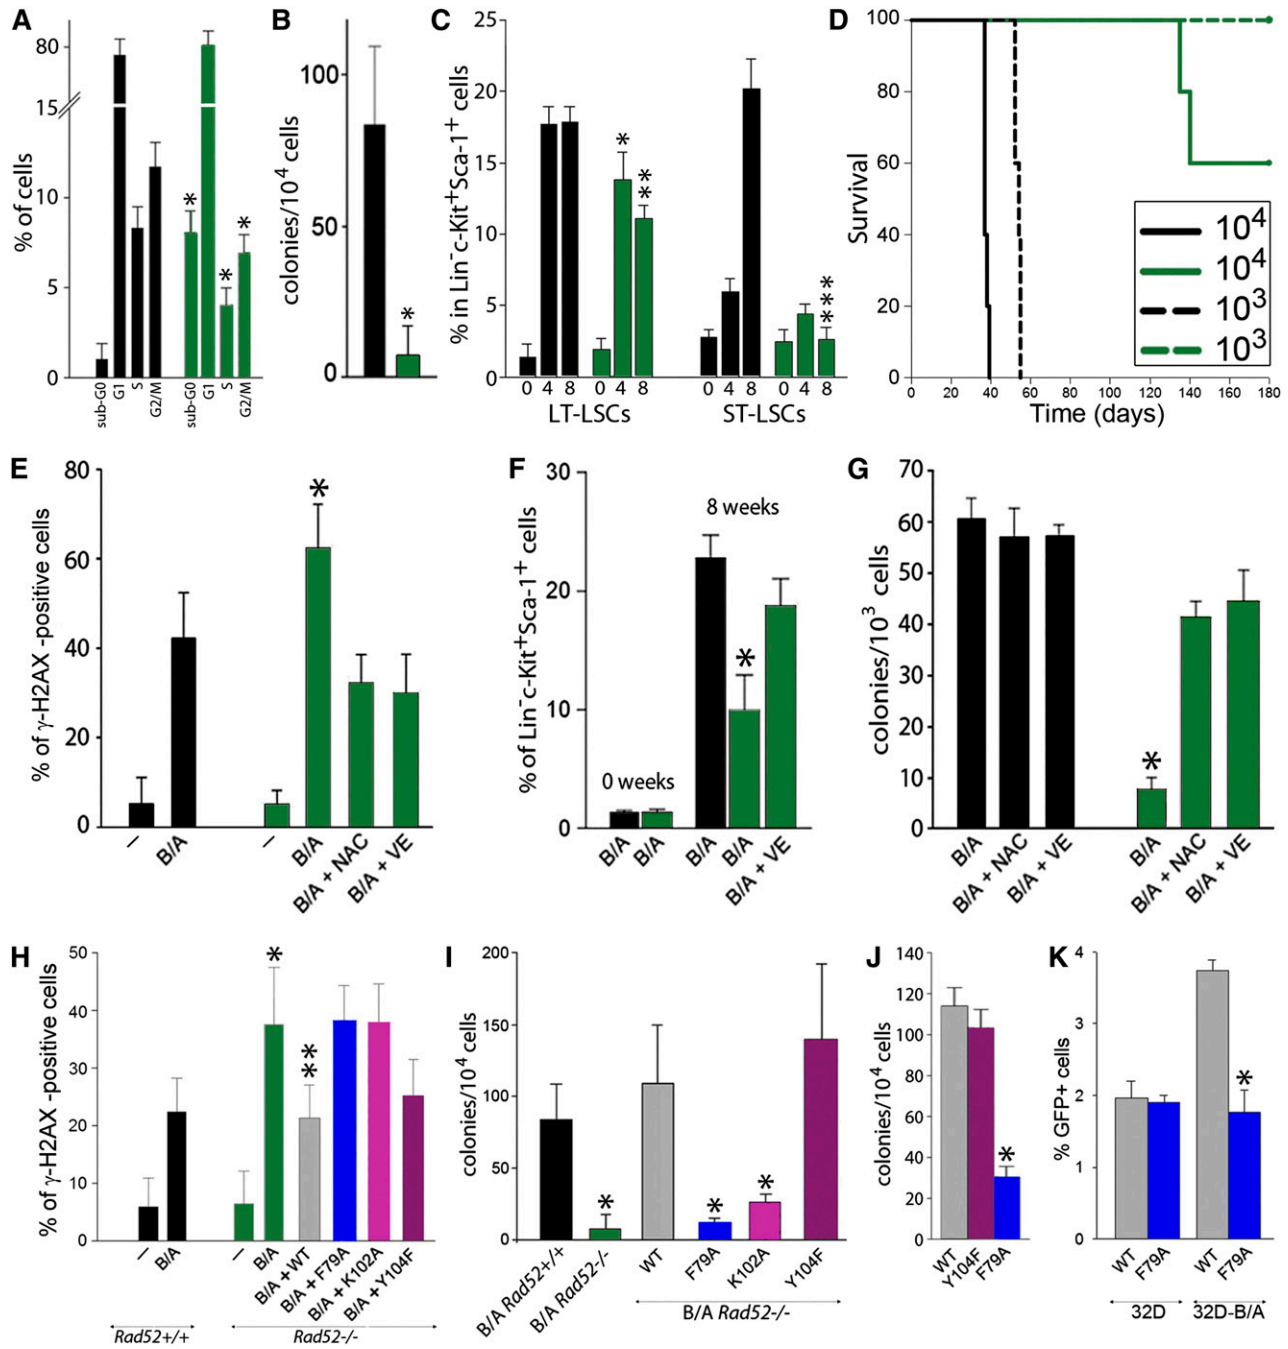 A
% of cells
80
15
10
5
0
sub-G0
G1
S
G2/M
sub-G0
G1
S
G2/M
*
*
*
B
colonies/10⁴ cells
100
50
0
*
C
% in Lin⁻c-Kit⁺Sca-1⁺ cells
25
20
15
10
5
0
*
**
***
0 4 8 0 4 8 0 4 8 0 4 8
LT-LSCs ST-LSCs
D
Survival
100
80
60
40
20
0
0 20 40 60 80 100 120 140 160 180
Time (days)
10⁴
10⁴
10³
10³
E
% of γ-H2AX -positive cells
80
60
40
20
0
*
–
B/A
–
B/A
B/A + NAC
B/A + VE
F
% of Lin⁻c-Kit⁺Sca-1⁺ cells
30
20
10
0
8 weeks
0 weeks
*
B/A
B/A
B/A
B/A
B/A + VE
G
colonies/10³ cells
70
60
50
40
30
20
10
0
*
B/A
B/A + NAC
B/A + VE
B/A
B/A + NAC
B/A + VE
H
% of γ-H2AX -positive cells
50
40
30
20
10
0
*
**
–
B/A
–
B/A
B/A + WT
B/A + F79A
B/A + K102A
B/A + Y104F
Rad52+/+
Rad52-/-
I
colonies/10⁴ cells
200
150
100
50
0
*
*
*
B/A Rad52+/+
B/A Rad52-/-
WT
F79A
K102A
Y104F
B/A Rad52-/-
J
colonies/10⁴ cells
140
120
100
80
60
40
20
0
*
WT
Y104F
F79A
K
% GFP+ cells
4
3
2
1
0
*
WT
F79A
WT
F79A
32D
32D-B/A